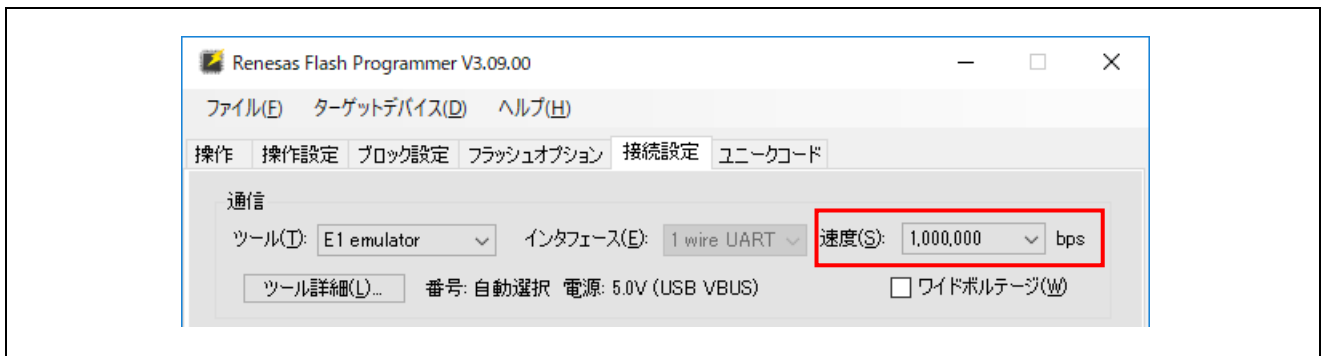 Renesas Flash Programmer V3.09.00
ファイル(F) ターゲットデバイス(D) ヘルプ(H)
操作 操作設定 ブロック設定 フラッシュオプション 接続設定 ユニークコード
通信
ツール(T): E1 emulator インタフェース(E): 1 wire UART 速度(S): 1,000,000 bps
ツール詳細(L)... 番号: 自動選択 電源: 5.0V (USB VBUS) ワイドボルテージ(W)